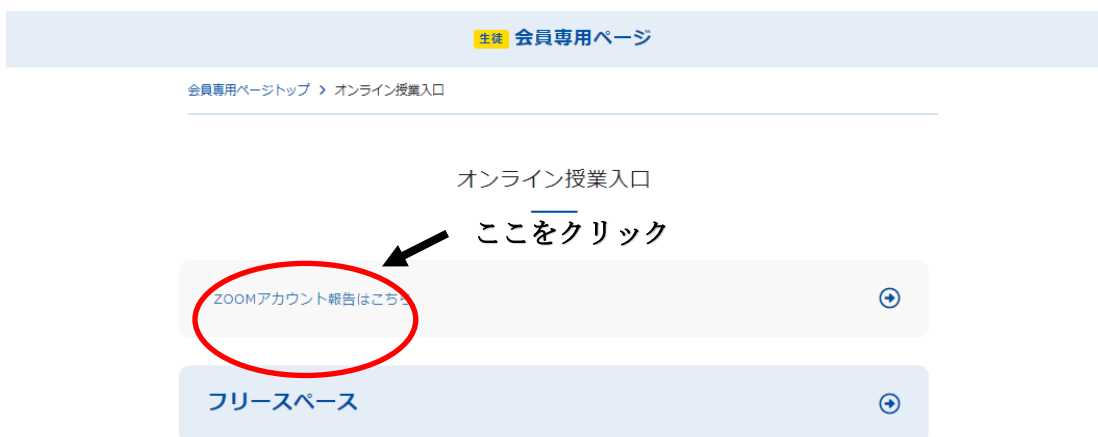 生徒 会員専用ページ
会員専用ページトップ > オンライン授業入口
オンライン授業入口
ここをクリック
ZOOMアカウント報告はこちら
フリースペース